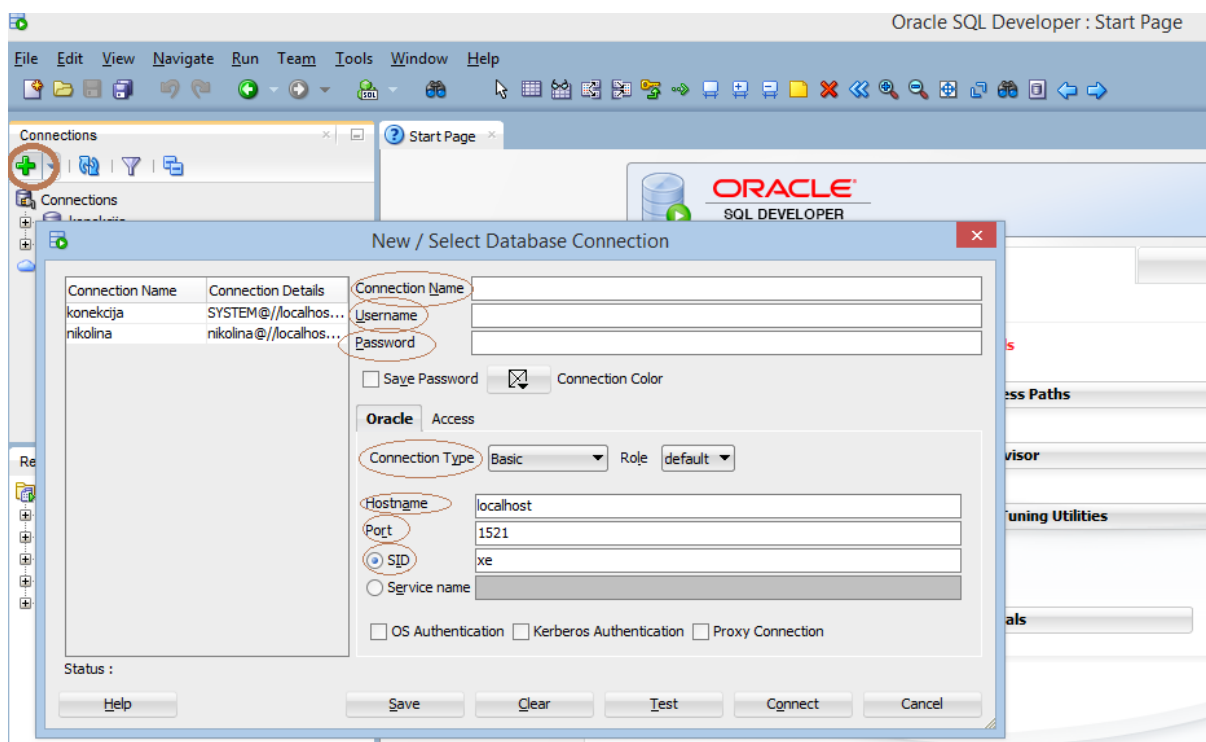 Oracle SQL Developer : Start Page
File Edit View Navigate Run Team Tools Window Help
SQL
Connections
Start Page
Connections
ORACLE
SQL DEVELOPER
New / Select Database Connection
Connection Name Connection Details
konekcija SYSTEM@//localhos...
nikolina nikolina@//localhos...
Connection Name
Username
Password
Save Password Connection Color
Oracle Access
Connection Type Basic Role default
Hostname localhost
Port 1521
SID xe
Service name
OS Authentication Kerberos Authentication Proxy Connection
Status :
Help Save Clear Test Connect Cancel
Re
ls
ess Paths
visor
Tuning Utilities
als